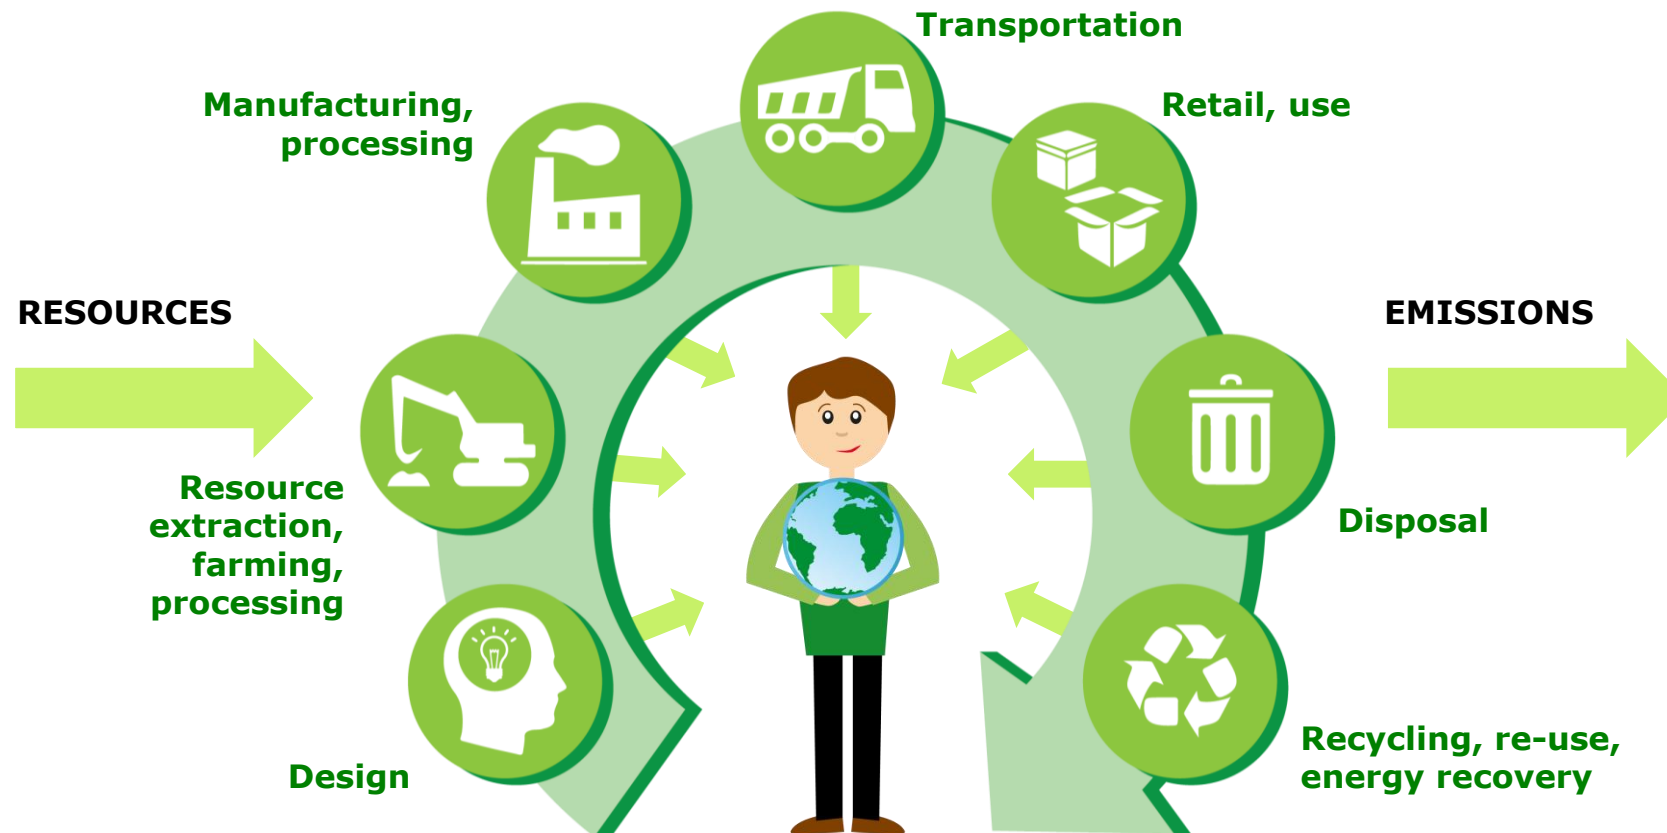 Transportation
Manufacturing,
processing
Retail, use
RESOURCES
EMISSIONS
Resource
extraction,
farming,
processing
Disposal
Design
Recycling, re-use,
energy recovery